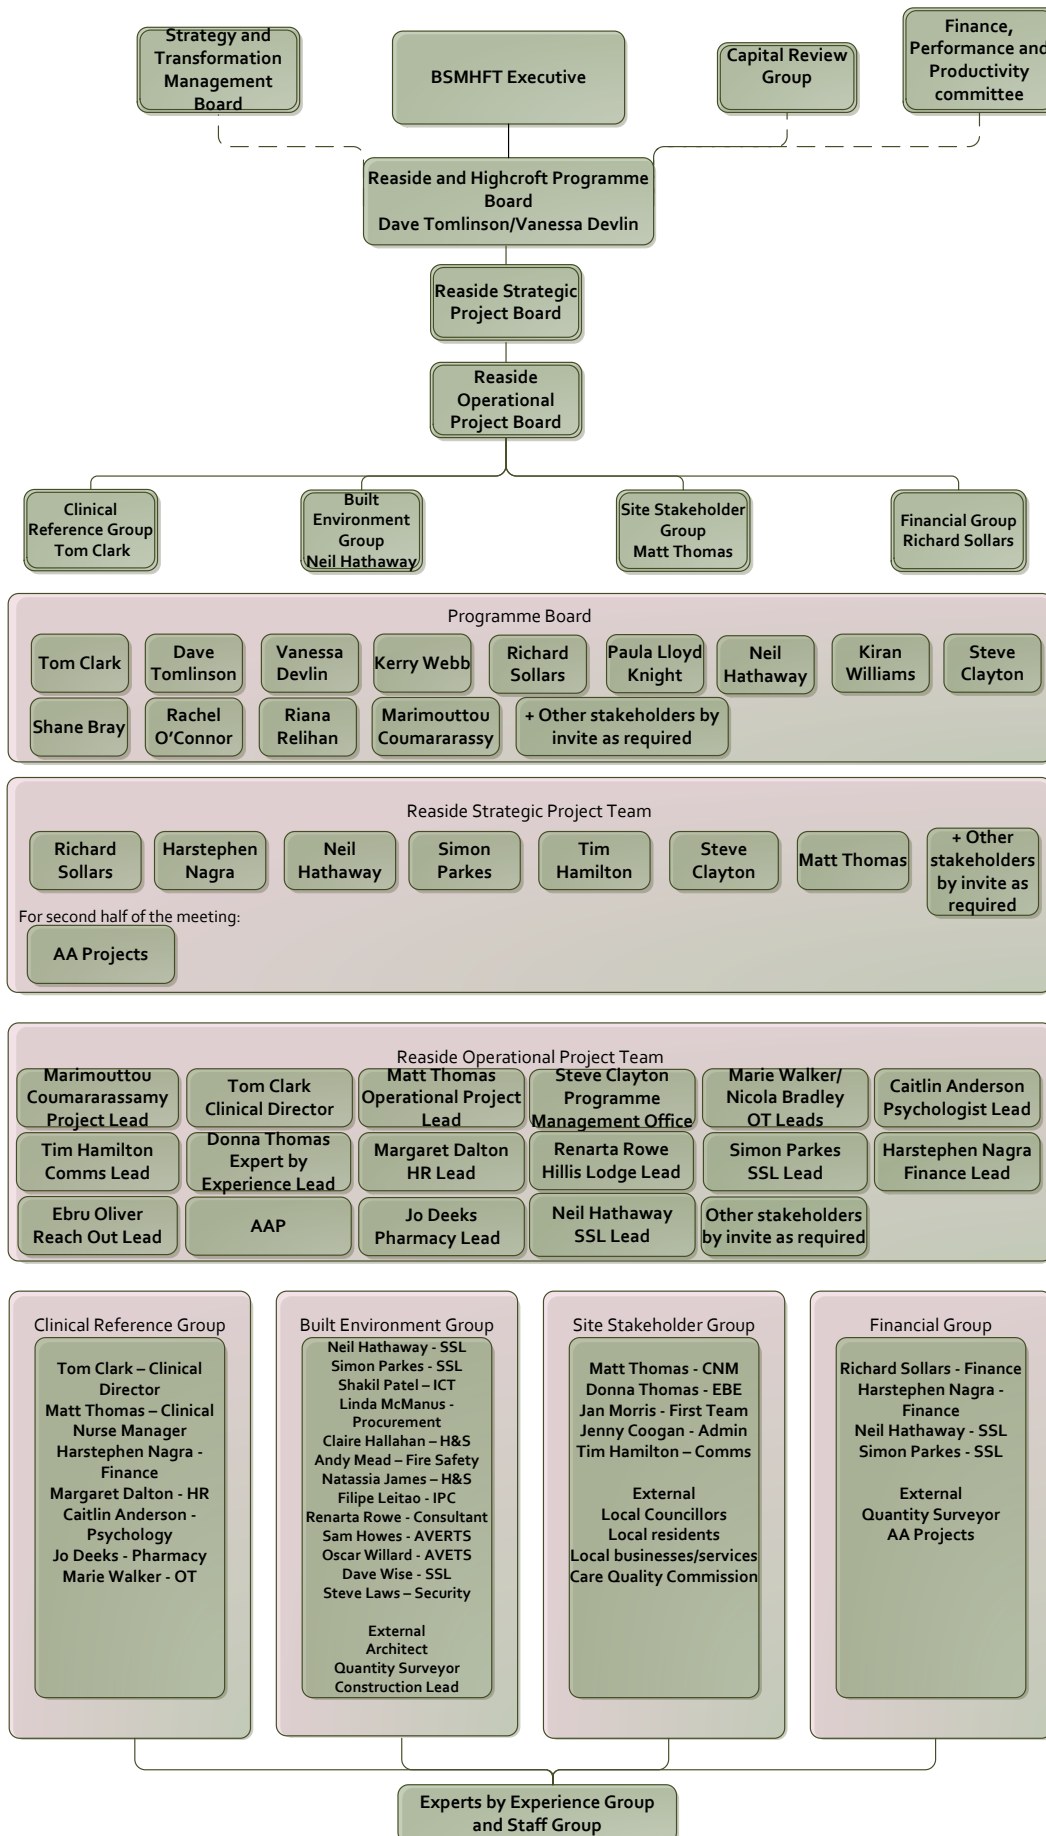 Strategy and
Transformation
Management
Board
BSMHFT Executive
Capital Review
Group
Finance,
Performance and
Productivity
committee
Reaside and Highcroft Programme
Board
Dave Tomlinson/Vanessa Devlin
Reaside Strategic
Project Board
Reaside
Operational
Project Board
Clinical
Reference Group
Tom Clark
Built
Environment
Group
Neil Hathaway
Site Stakeholder
Group
Matt Thomas
Financial Group
Richard Sollars
Programme Board
Tom Clark
Dave
Tomlinson
Vanessa
Devlin
Kerry Webb
Richard
Sollars
Paula Lloyd
Knight
Neil
Hathaway
Kiran
Williams
Steve
Clayton
Shane Bray
Rachel
O’Connor
Riana
Relihan
Marimouttou
Coumararassy
+ Other stakeholders by
invite as required
Reaside Strategic Project Team
Richard
Sollars
Harstephen
Nagra
Neil
Hathaway
Simon
Parkes
Tim
Hamilton
Steve
Clayton
Matt Thomas
+ Other
stakeholders
by invite as
required
For second half of the meeting:
AA Projects
Reaside Operational Project Team
Marimouttou
Coumararassamy
Project Lead
Tom Clark
Clinical Director
Matt Thomas
Operational Project
Lead
Steve Clayton
Programme
Management Office
Marie Walker/
Nicola Bradley
OT Leads
Caitlin Anderson
Psychologist Lead
Tim Hamilton
Comms Lead
Donna Thomas
Expert by
Experience Lead
Margaret Dalton
HR Lead
Renarta Rowe
Hillis Lodge Lead
Simon Parkes
SSL Lead
Harstephen Nagra
Finance Lead
Ebru Oliver
Reach Out Lead
AAP
Jo Deeks
Pharmacy Lead
Neil Hathaway
SSL Lead
Other stakeholders
by invite as required
Clinical Reference Group
Tom Clark – Clinical
Director
Matt Thomas – Clinical
Nurse Manager
Harstephen Nagra -
Finance
Margaret Dalton - HR
Caitlin Anderson -
Psychology
Jo Deeks - Pharmacy
Marie Walker - OT
Built Environment Group
Neil Hathaway - SSL
Simon Parkes - SSL
Shakil Patel – ICT
Linda McManus -
Procurement
Claire Hallahan – H&S
Andy Mead – Fire Safety
Natassia James – H&S
Filipe Leitao - IPC
Renarta Rowe - Consultant
Sam Howes - AVERTS
Oscar Willard - AVETS
Dave Wise - SSL
Steve Laws – Security
External
Architect
Quantity Surveyor
Construction Lead
Site Stakeholder Group
Matt Thomas - CNM
Donna Thomas - EBE
Jan Morris - First Team
Jenny Coogan - Admin
Tim Hamilton – Comms
External
Local Councillors
Local residents
Local businesses/services
Care Quality Commission
Financial Group
Richard Sollars - Finance
Harstephen Nagra -
Finance
Neil Hathaway - SSL
Simon Parkes - SSL
External
Quantity Surveyor
AA Projects
Experts by Experience Group
and Staff Group